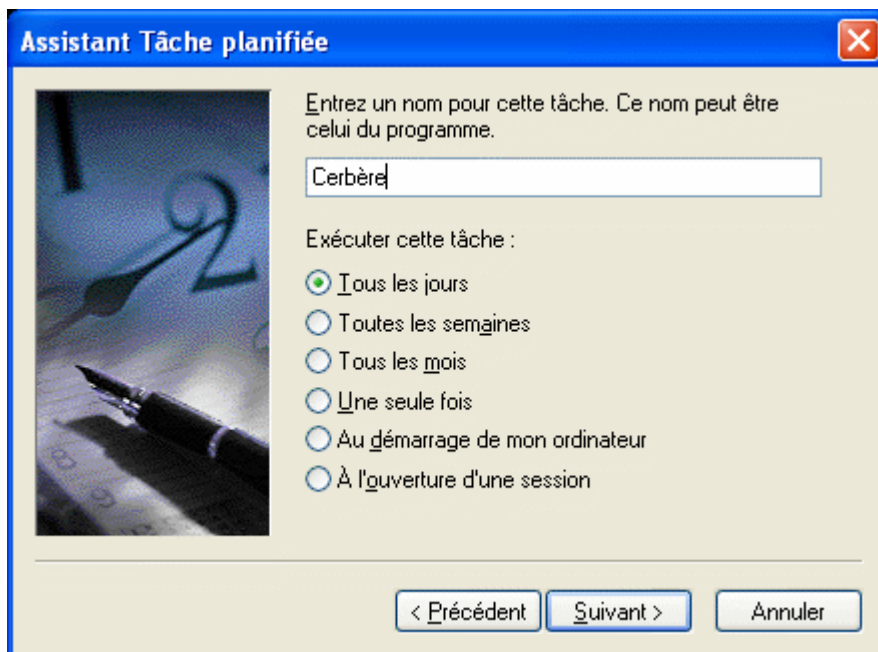 Assistant Tâche planifiée
Entrez un nom pour cette tâche. Ce nom peut être
celui du programme.
Cerbère
Exécuter cette tâche :
Tous les jours
Toutes les semaines
Tous les mois
Une seule fois
Au démarrage de mon ordinateur
À l'ouverture d'une session
< Précédent
Suivant >
Annuler